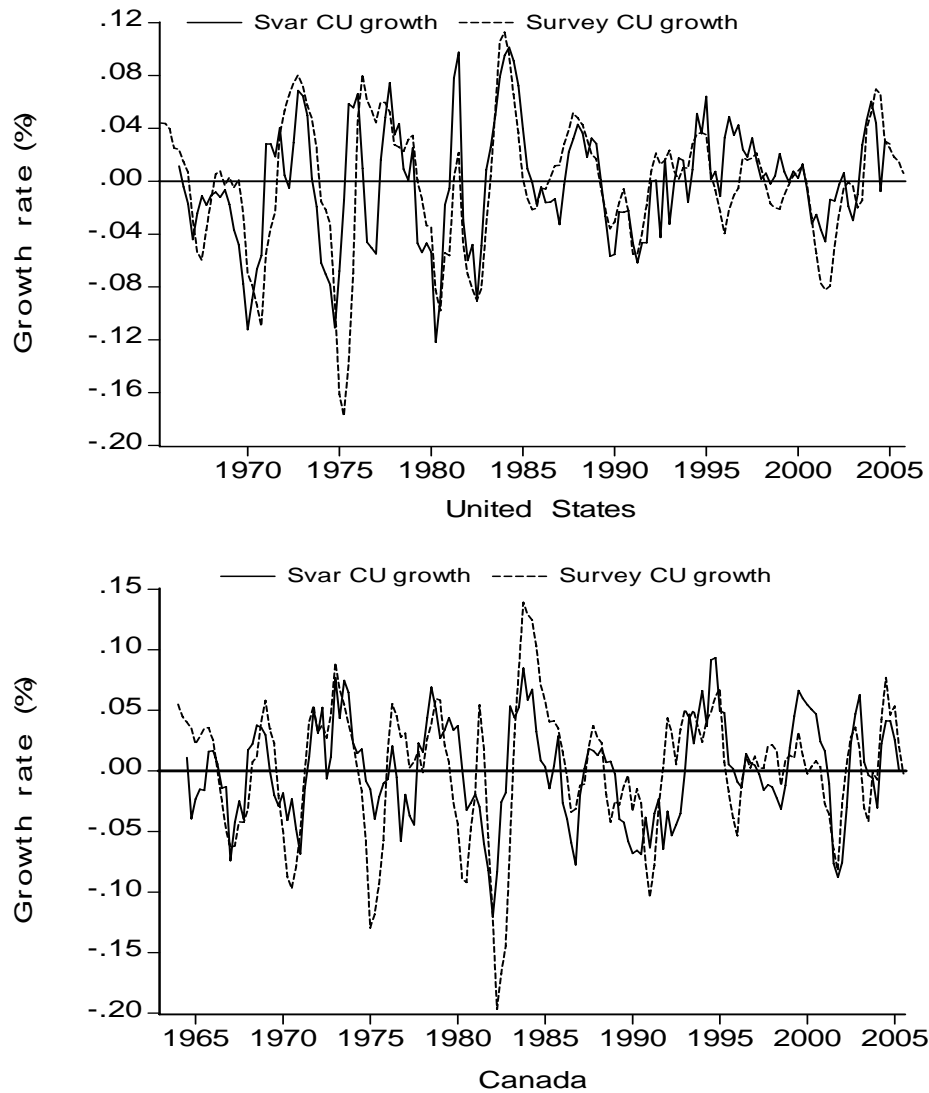 Svar CU growth Survey CU growth
Growth rate (%)
.12
.08
.04
.00
-.04
-.08
-.12
-.16
-.20
1970 1975 1980 1985 1990 1995 2000 2005
United States
Svar CU growth Survey CU growth
Growth rate (%)
.15
.10
.05
.00
-.05
-.10
-.15
-.20
1965 1970 1975 1980 1985 1990 1995 2000 2005
Canada